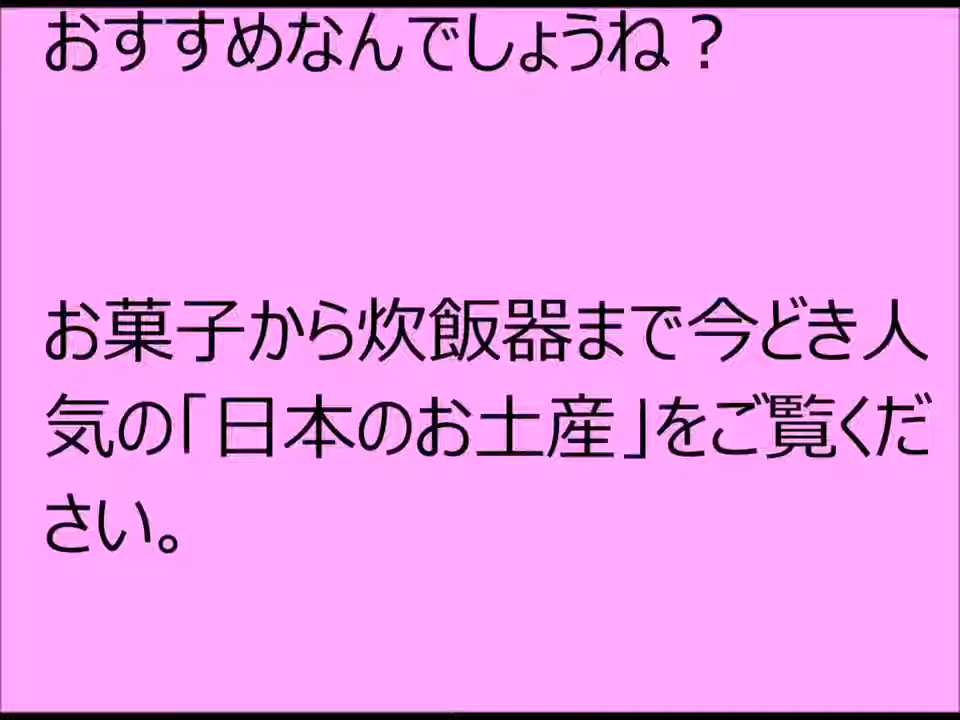 おすすめなんでしょうね？
お菓子から炊飯器まで今どき人
気の「日本のお土産」をご覧くだ
さい。